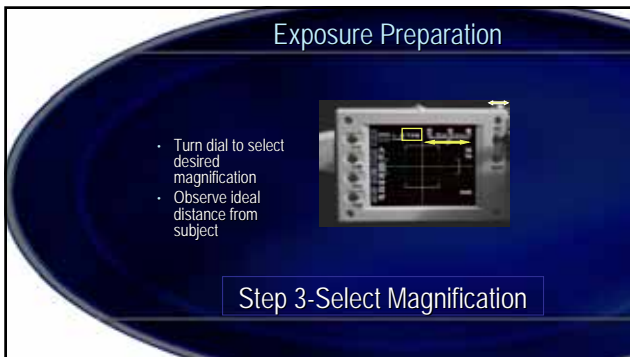 Exposure Preparation
• Turn dial to select
desired
magnification
• Observe ideal
distance from
subject
Step 3-Select Magnification